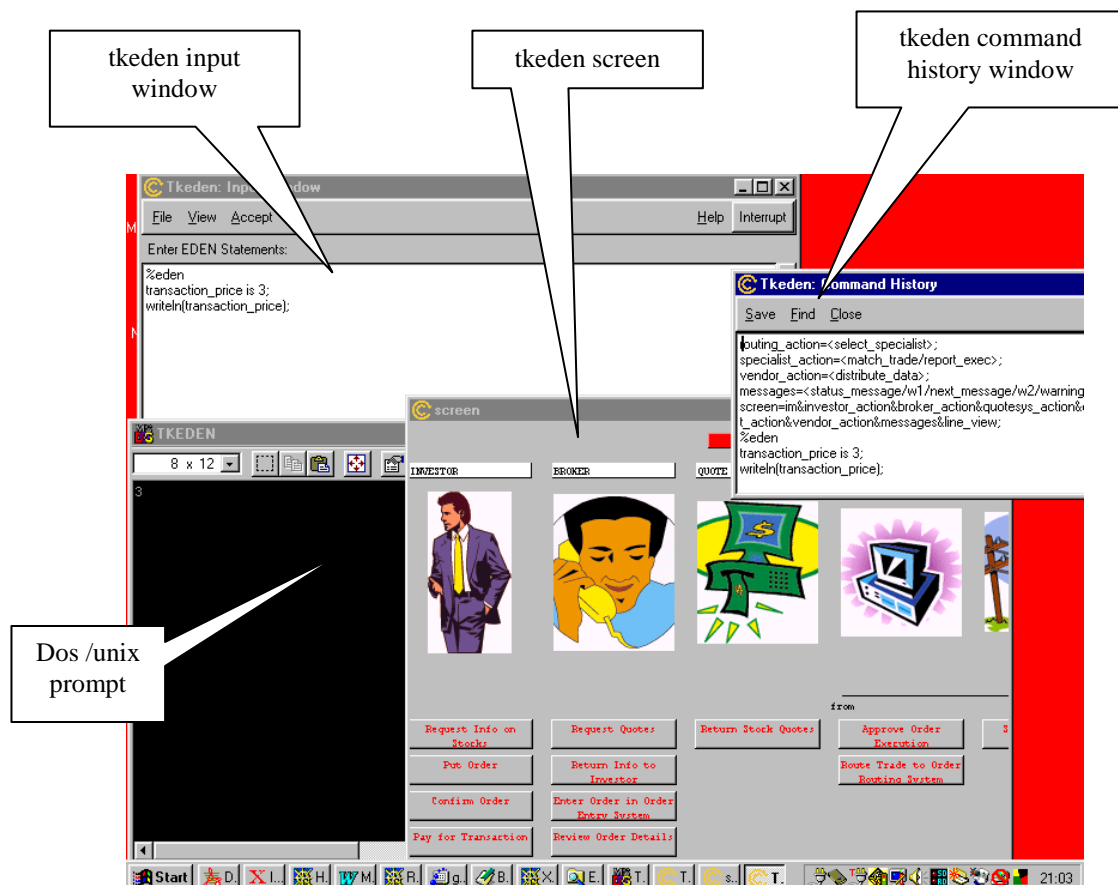 tkeden input
window
tkeden screen
tkeden command
history window
Tkeden:
File View Accept
Help Interrupt
Enter EDEN Statements:
%eden
transaction_price is 3;
writeln(transaction_price);
Tkeden: Command History
Save Find Close
routing_action=<select_specialist>;
specialist_action=<match_trade/report_exec>;
vendor_action=<distribute_data>;
messages=<status_message/w1/next_message/w2/warning
screen=im&investor_action&broker_action&quotesys_action&
t_action&vendor_action&messages&line_view;
%eden
transaction_price is 3;
writeln(transaction_price);
TKEDEN
8 x 12
3
screen
INVESTOR
BROKER
QUOTE
Dos /unix
prompt
from
Request Info on
Stocks
Put Order
Confirm Order
Pay for Transaction
Request Quotes
Return Info to
Investor
Enter Order in Order
Entry System
Review Order Details
Return Stock Quotes
Approve Order
Execution
Route Trade to Order
Routing System
S
Start D. X I... H. W M. R. g.. B. X. E. T. T. s.. T. 21:03